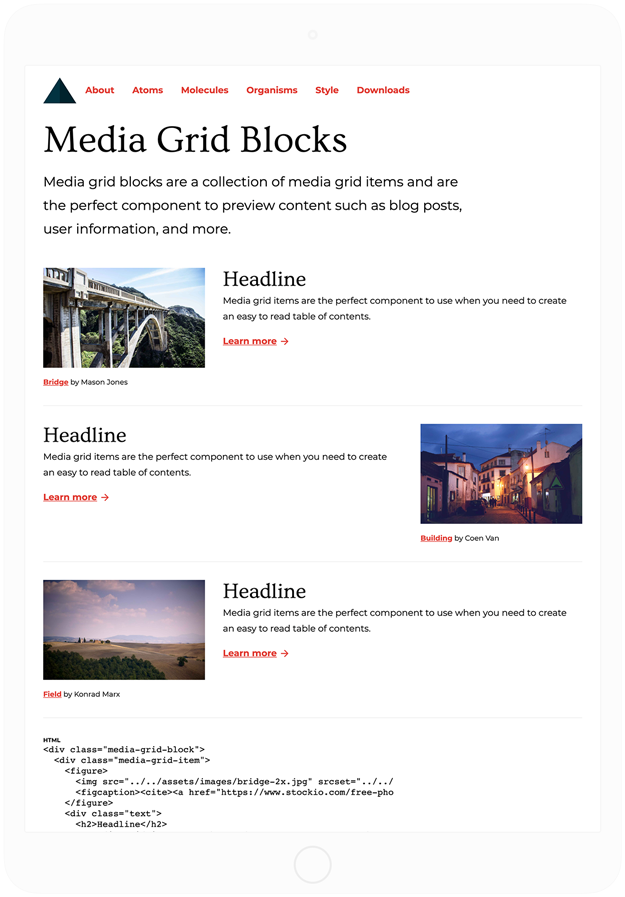 About Atoms Molecules Organisms Style Downloads
Media Grid Blocks
Media grid blocks are a collection of media grid items and are
the perfect component to preview content such as blog posts,
user information, and more.
Headline
Media grid items are the perfect component to use when you need to create
an easy to read table of contents.
Learn more →
Bridge by Mason Jones
Headline
Media grid items are the perfect component to use when you need to create
an easy to read table of contents.
Learn more →
Building by Coen Van
Headline
Media grid items are the perfect component to use when you need to create
an easy to read table of contents.
Learn more →
Field by Konrad Marx
HTML
<div class="media-grid-block">
  <div class="media-grid-item">
    <figure>
      <img src="../../assets/images/bridge-2x.jpg" srcset="../../
      <figcaption><cite><a href="https://www.stockio.com/free-pho
    </figure>
    <div class="text">
      <h2>Headline</h2>